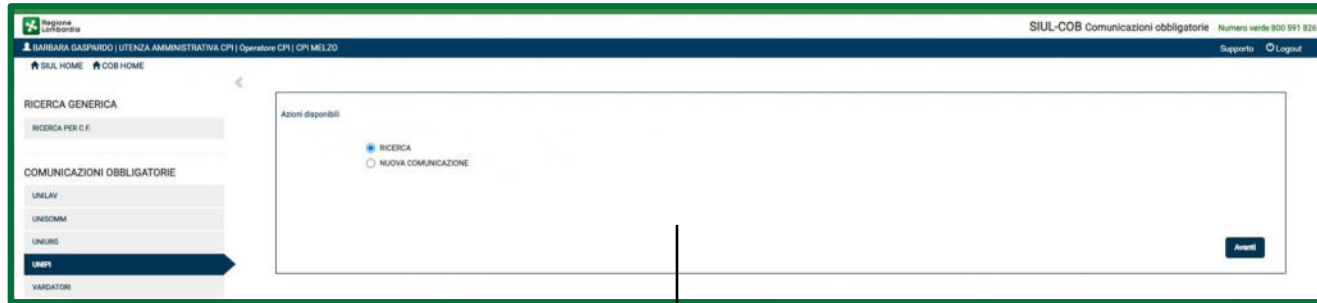 Regione
Lombardia
SIUL-COB Comunicazioni obbligatorie Numero verde 800 591 826
BARBARA GASPARDO | UTENZA AMMINISTRATIVA CPI | Operatore CPI | CPI MELZO
Supporto Logout
SIUL HOME COB HOME
RICERCA GENERICA
RICERCA PER C.F.
Azioni disponibili
RICERCA
NUOVA COMUNICAZIONE
COMUNICAZIONI OBBLIGATORIE
UNILAV
UNISOMM
UNIURG
Avanti
UNIPI
VARDATORI